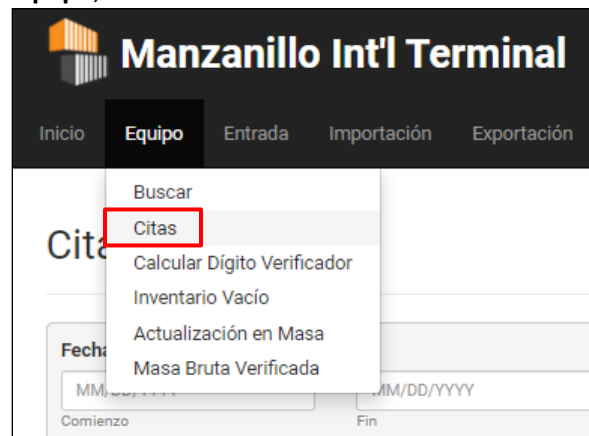 Manzanillo Int'l Terminal
Inicio Equipo Entrada Importación Exportación
Buscar
Citas
Calcular Dígito Verificador
Inventario Vacío
Actualización en Masa
Masa Bruta Verificada
Cita
Fecha
MM/DD/YYYY MM/DD/YYYY
Comienzo Fin